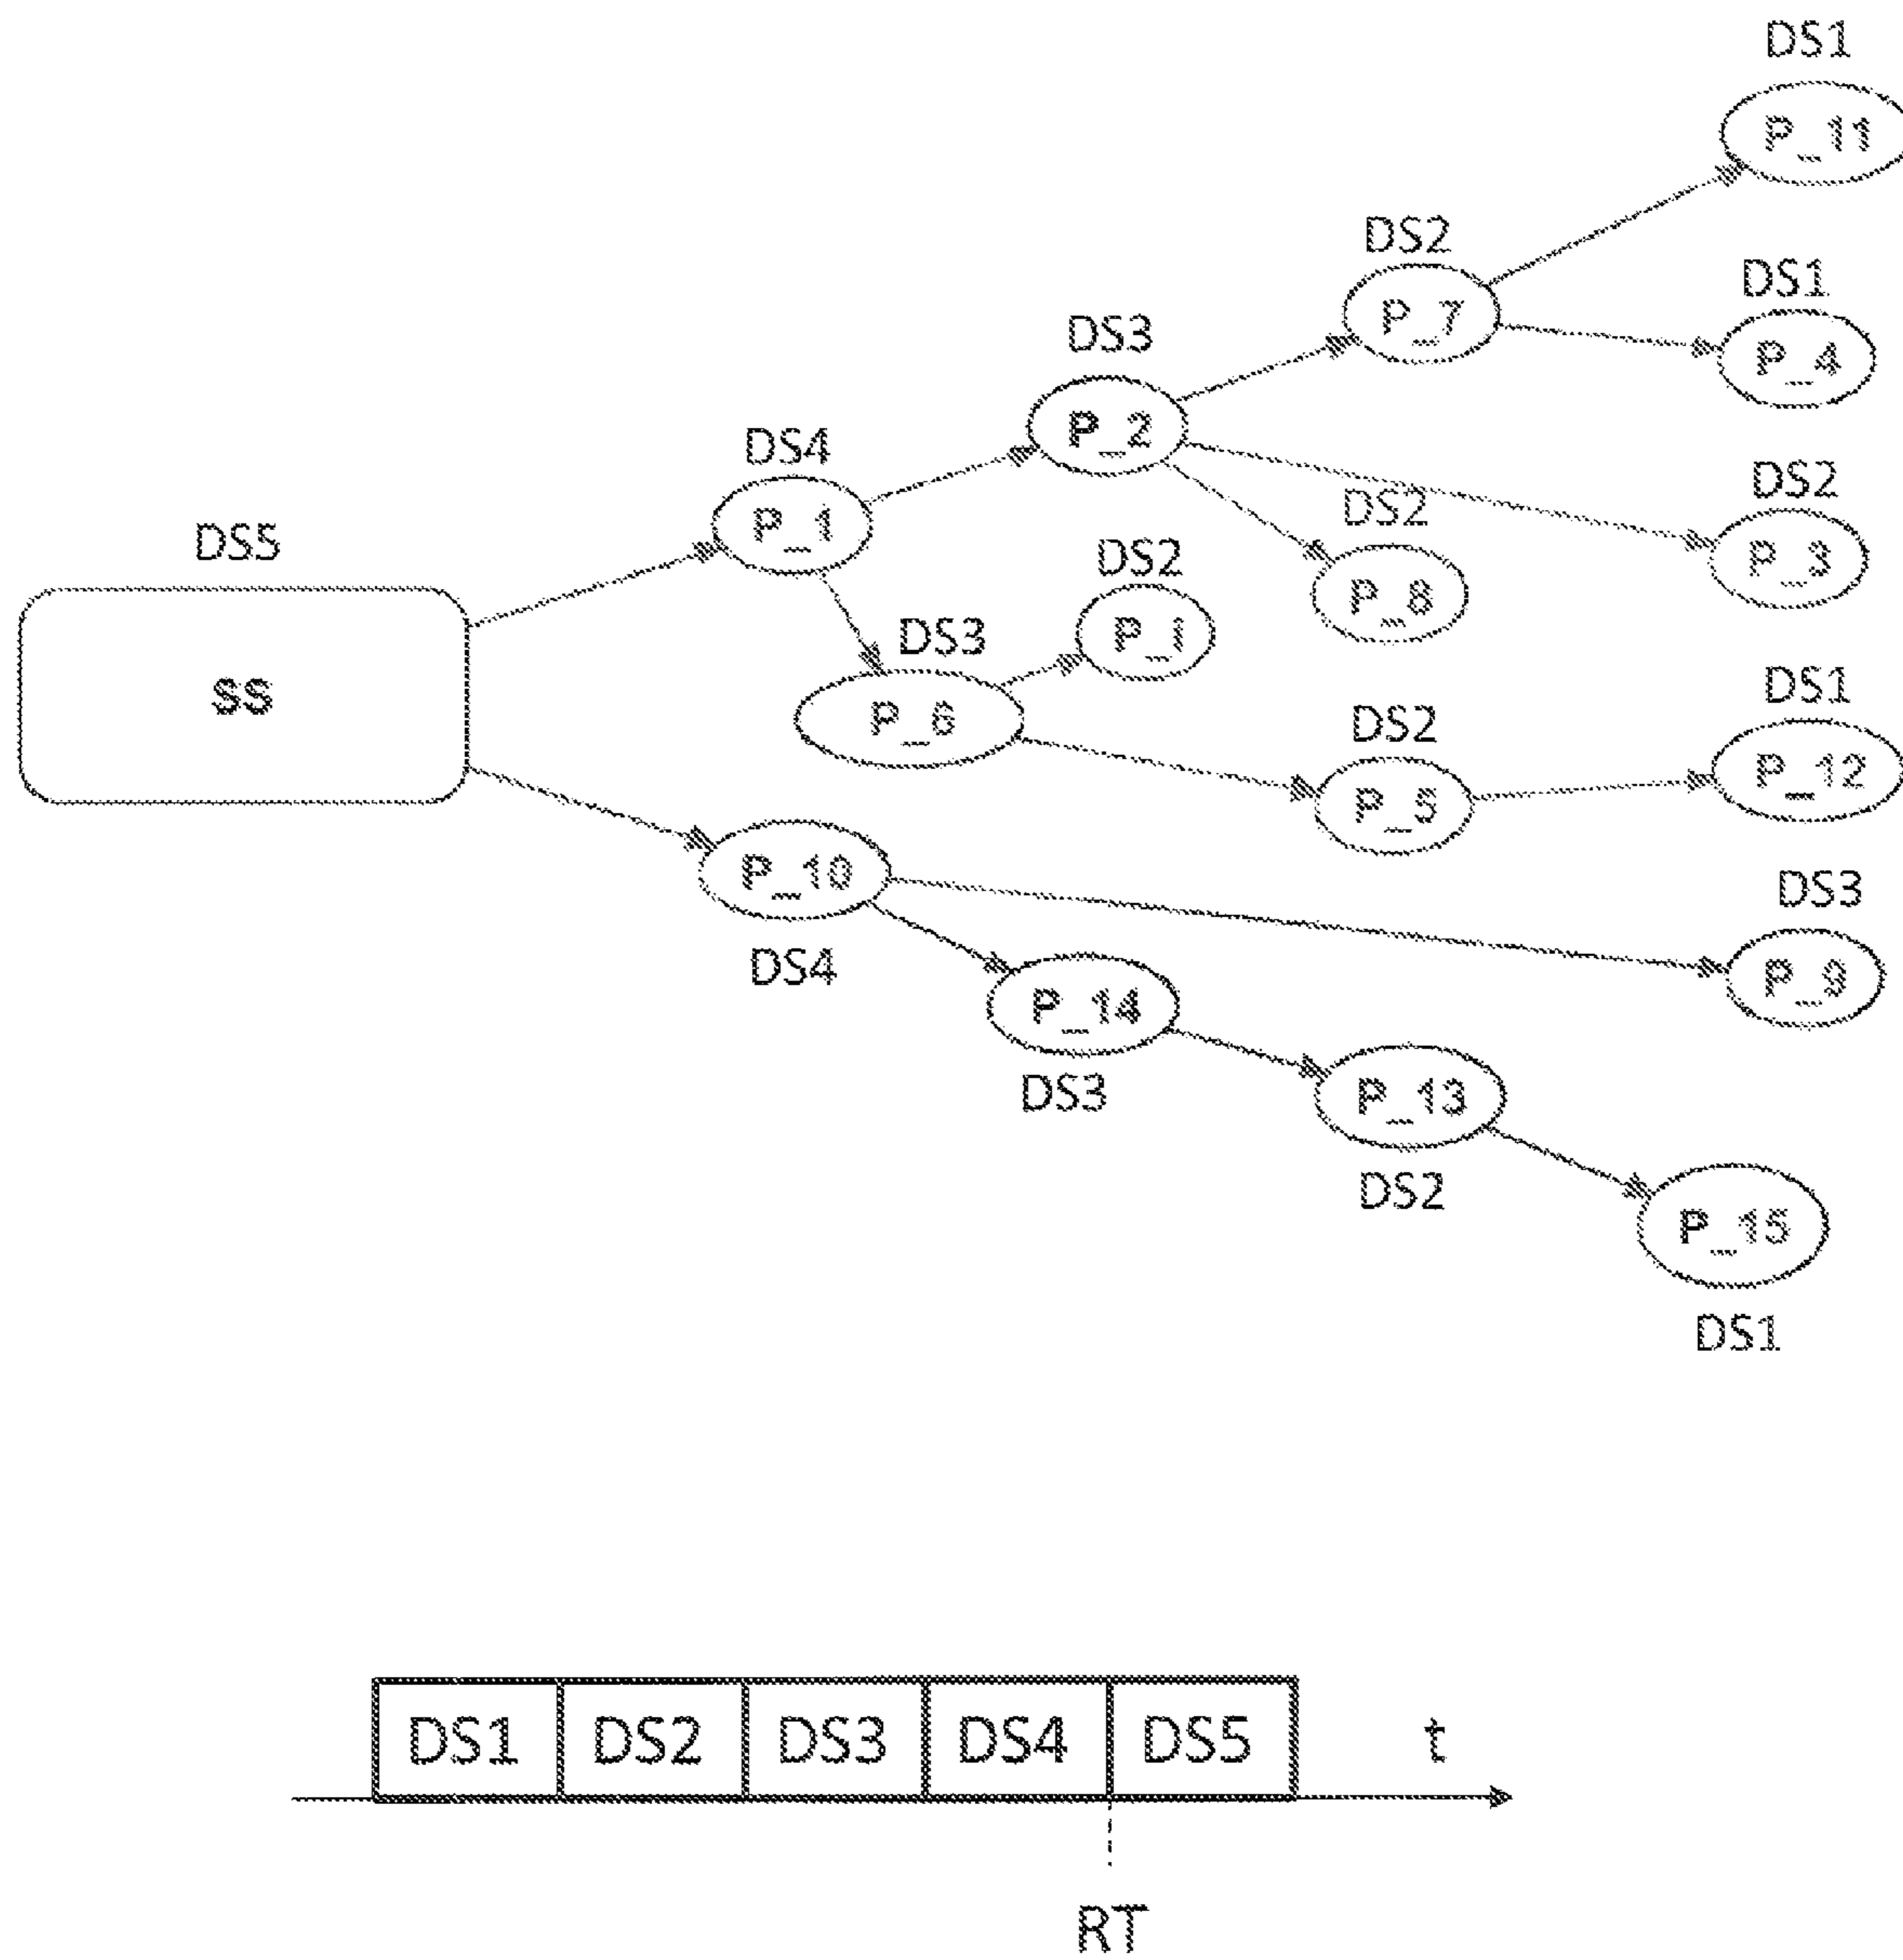 DS1
P_11
DS2
P_7
DS1
P_4
DS3
P_2
DS4
P_1
DS2
P_3
DS2
P_8
DS5
SS
DS2
P_i
DS3
P_6
DS2
P_5
DS1
P_12
P_10
DS4
DS3
P_9
P_14
DS3
P_13
DS2
P_15
DS1
DS1 DS2 DS3 DS4 DS5 t
RT